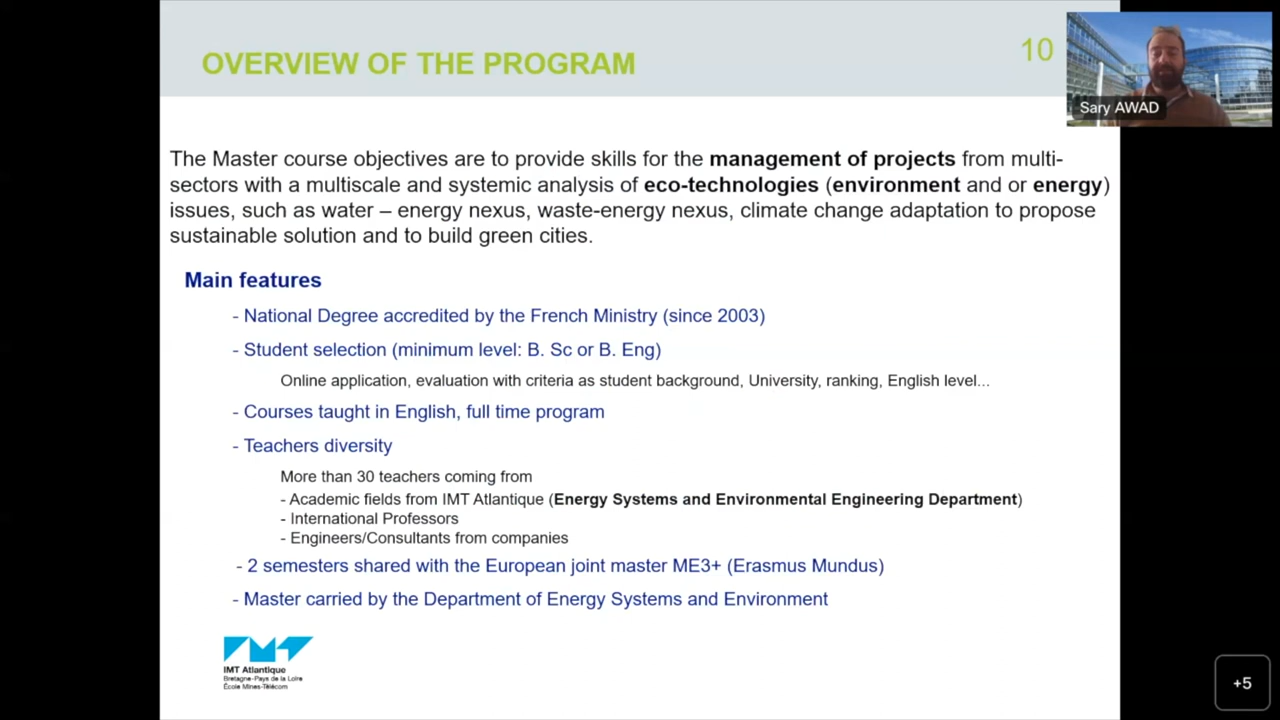 OVERVIEW OF THE PROGRAM
10
Sary AWAD
The Master course objectives are to provide skills for the management of projects from multi-
sectors with a multiscale and systemic analysis of eco-technologies (environment and or energy)
issues, such as water – energy nexus, waste-energy nexus, climate change adaptation to propose
sustainable solution and to build green cities.
Main features
- National Degree accredited by the French Ministry (since 2003)
- Student selection (minimum level: B. Sc or B. Eng)
Online application, evaluation with criteria as student background, University, ranking, English level...
- Courses taught in English, full time program
- Teachers diversity
More than 30 teachers coming from
- Academic fields from IMT Atlantique (Energy Systems and Environmental Engineering Department)
- International Professors
- Engineers/Consultants from companies
- 2 semesters shared with the European joint master ME3+ (Erasmus Mundus)
- Master carried by the Department of Energy Systems and Environment
IMT Atlantique
Bretagne-Pays de la Loire
École Mines-Télécom
+5